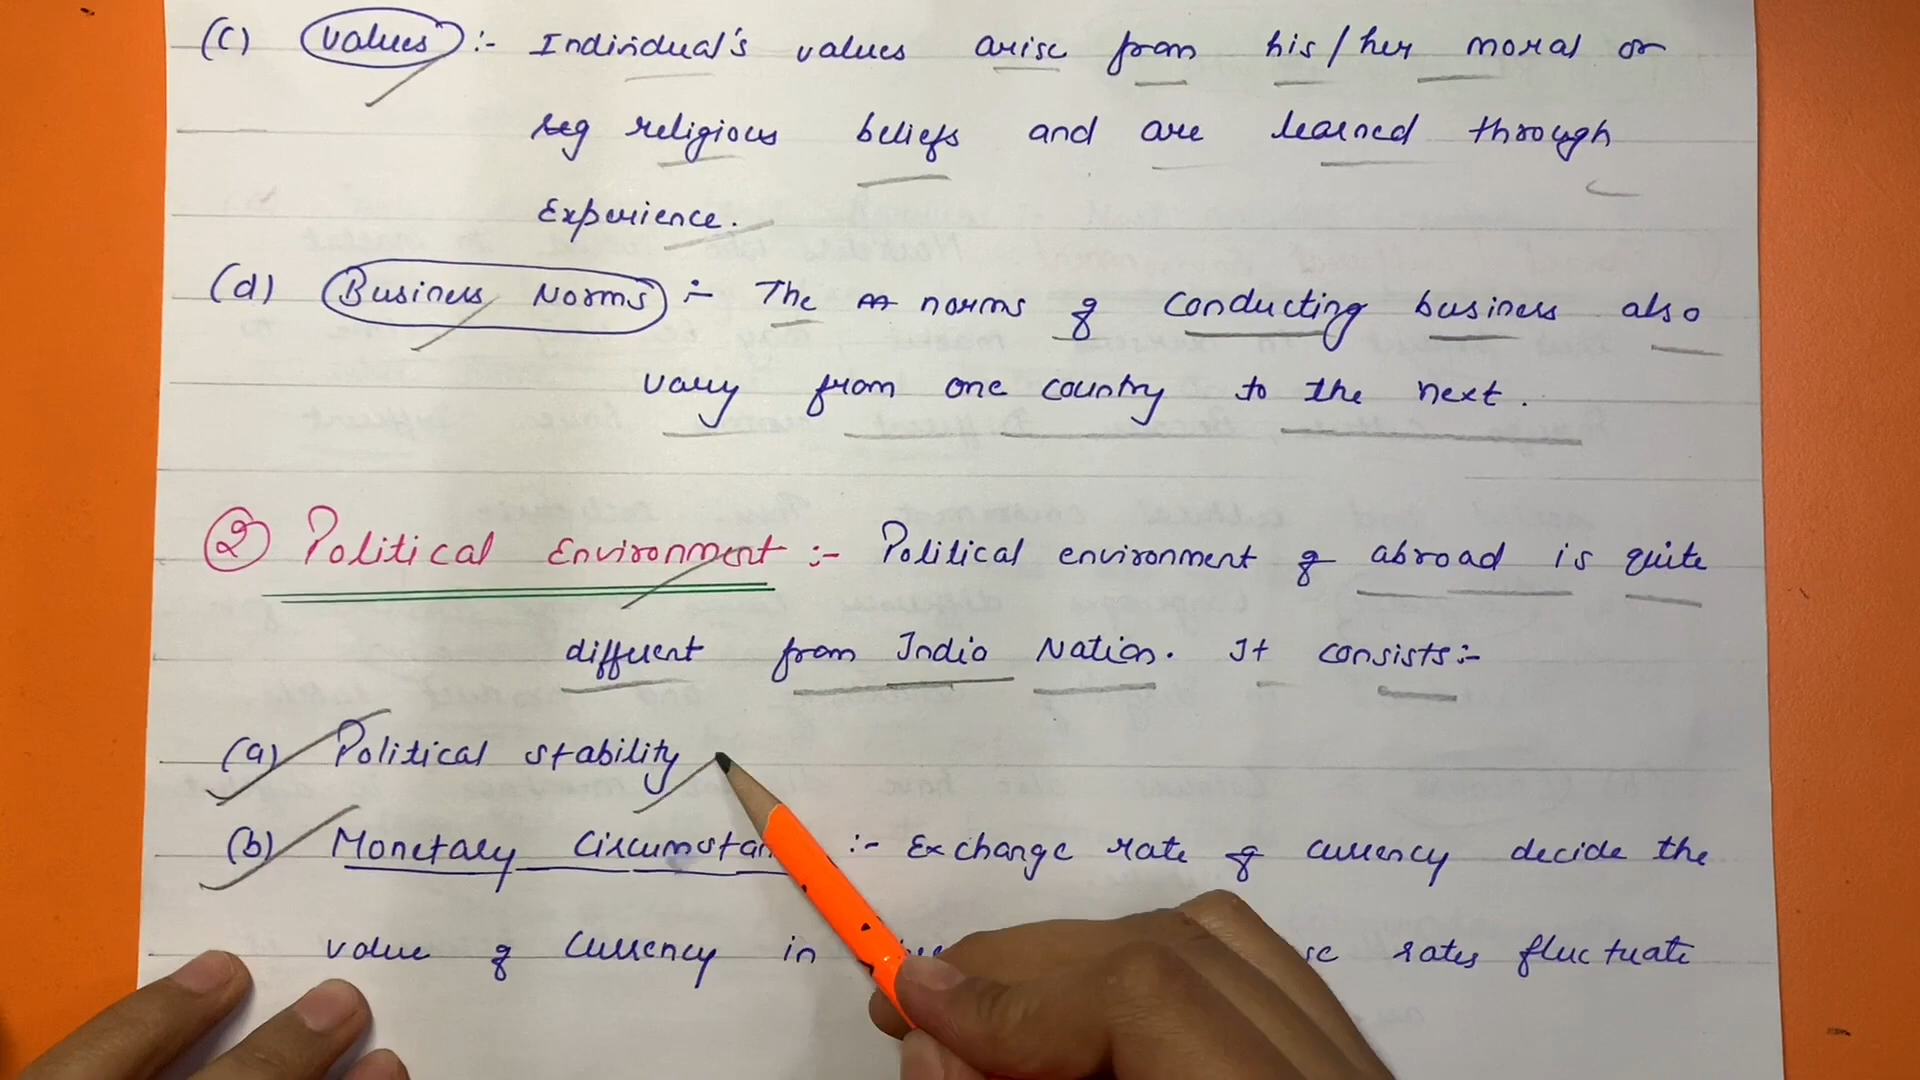 (c) Values :- Individual's values arise from his/her moral or
reg religious beliefs and are learned through
Experience.
(d) Business Norms :- The norms of conducting business also
vary from one country to the next.
② Political Environment :- Political environment of abroad is quite
different from India Nation. It consists:-
(a) Political stability
(b) Monetary :- Exchange rate of currency decide the
value of currency in rates fluctuate